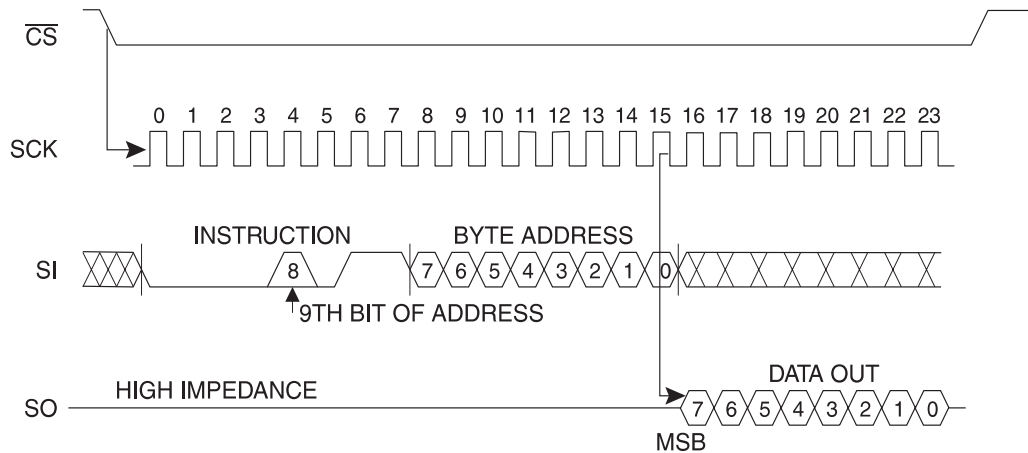 CS
0 1 2 3 4 5 6 7 8 9 10 11 12 13 14 15 16 17 18 19 20 21 22 23
SCK
INSTRUCTION BYTE ADDRESS
SI 8 7 6 5 4 3 2 1 0
9TH BIT OF ADDRESS
HIGH IMPEDANCE DATA OUT
SO 7 6 5 4 3 2 1 0
MSB